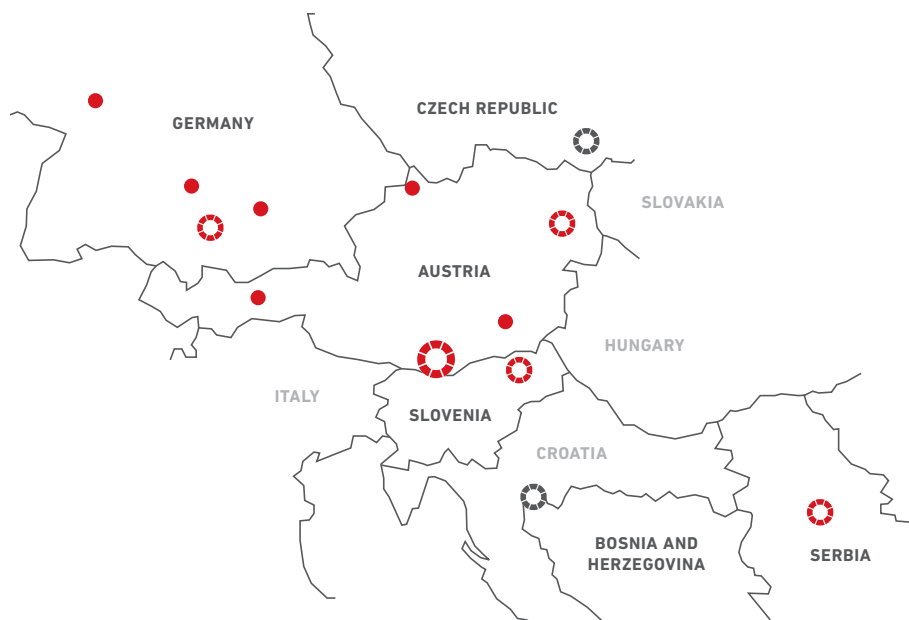 CZECH REPUBLIC
GERMANY
SLOVAKIA
AUSTRIA
HUNGARY
ITALY
SLOVENIA
CROATIA
BOSNIA AND
HERZEGOVINA
SERBIA